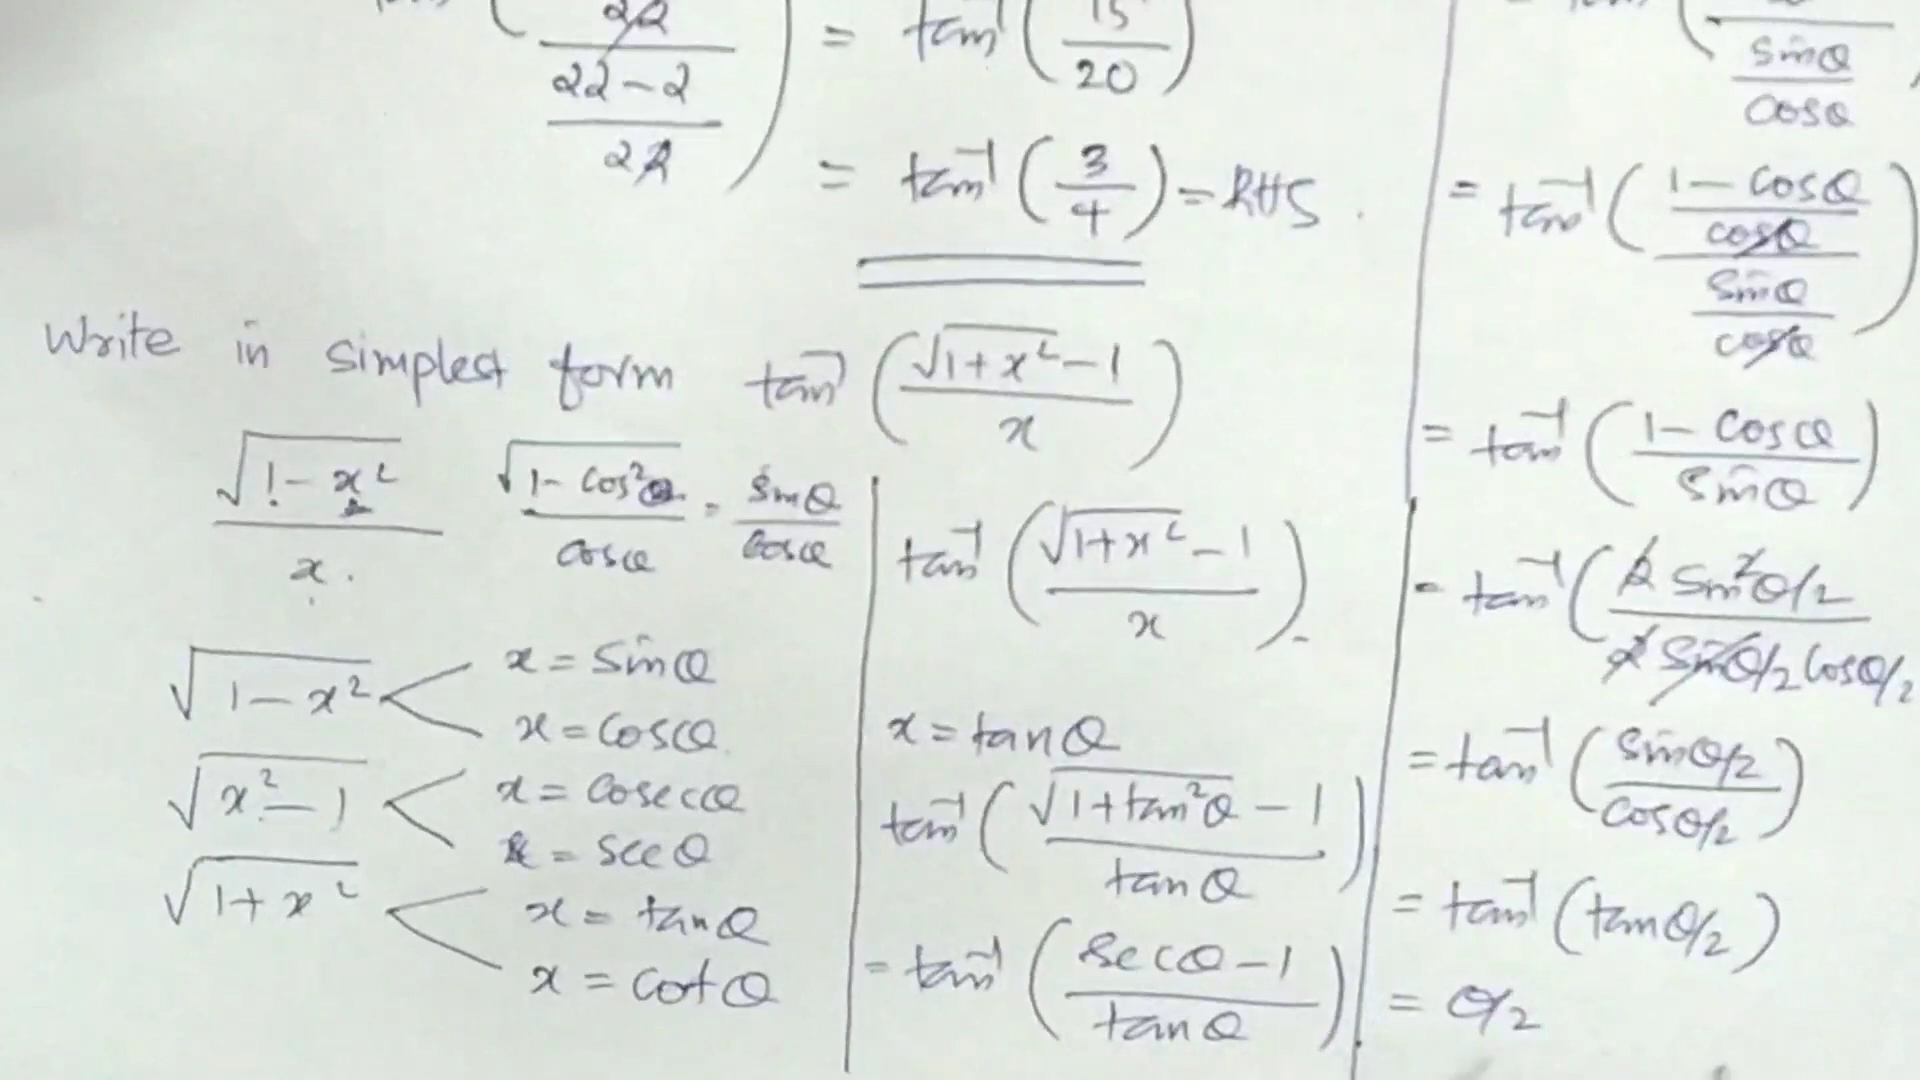 22
22-2
22
= tan⁻¹ (15/20)
= tan⁻¹ (3/4) = RHS.
Write in simplest form tan⁻¹ ((√(1+x²) - 1)/x)
√(1-x²)/x. √(1-cos²θ)/cosθ = sinθ/cosθ
√(1-x²) < x = sinθ
x = cosθ.
√(x²-1) < x = cosecθ
x = secθ
√(1+x²) < x = tanθ
x = cotθ
tan⁻¹ ((√(1+x²) - 1)/x)
x = tanθ
tan⁻¹ ((√(1+tan²θ) - 1)/tanθ)
= tan⁻¹ ((secθ - 1)/tanθ)
sinθ/cosθ
= tan⁻¹ (((1-cosθ)/cosθ)/(sinθ/cosθ))
= tan⁻¹ ((1-cosθ)/sinθ)
= tan⁻¹ (2 sin²θ/2 / 2 sinθ/2 cosθ/2)
= tan⁻¹ (sinθ/2 / cosθ/2)
= tan⁻¹ (tanθ/2)
= θ/2